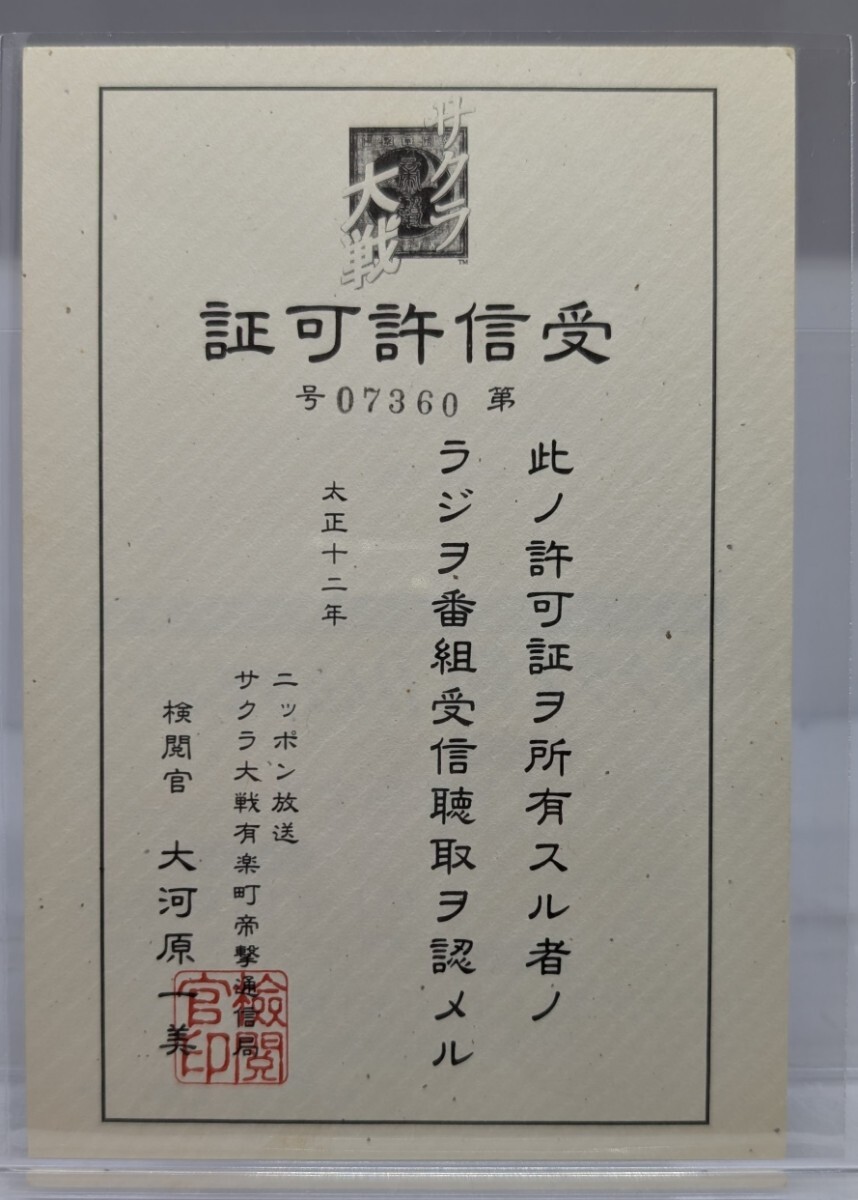 サクラ
大戦
TM
受信許可証
第07360号
此ノ許可証ヲ所有スル者ノ
ラジヲ番組受信聴取ヲ認メル
太正十二年
ニッポン放送
サクラ大戦有楽町帝撃通信局
検閲官 大河原一美
檢閲
官印